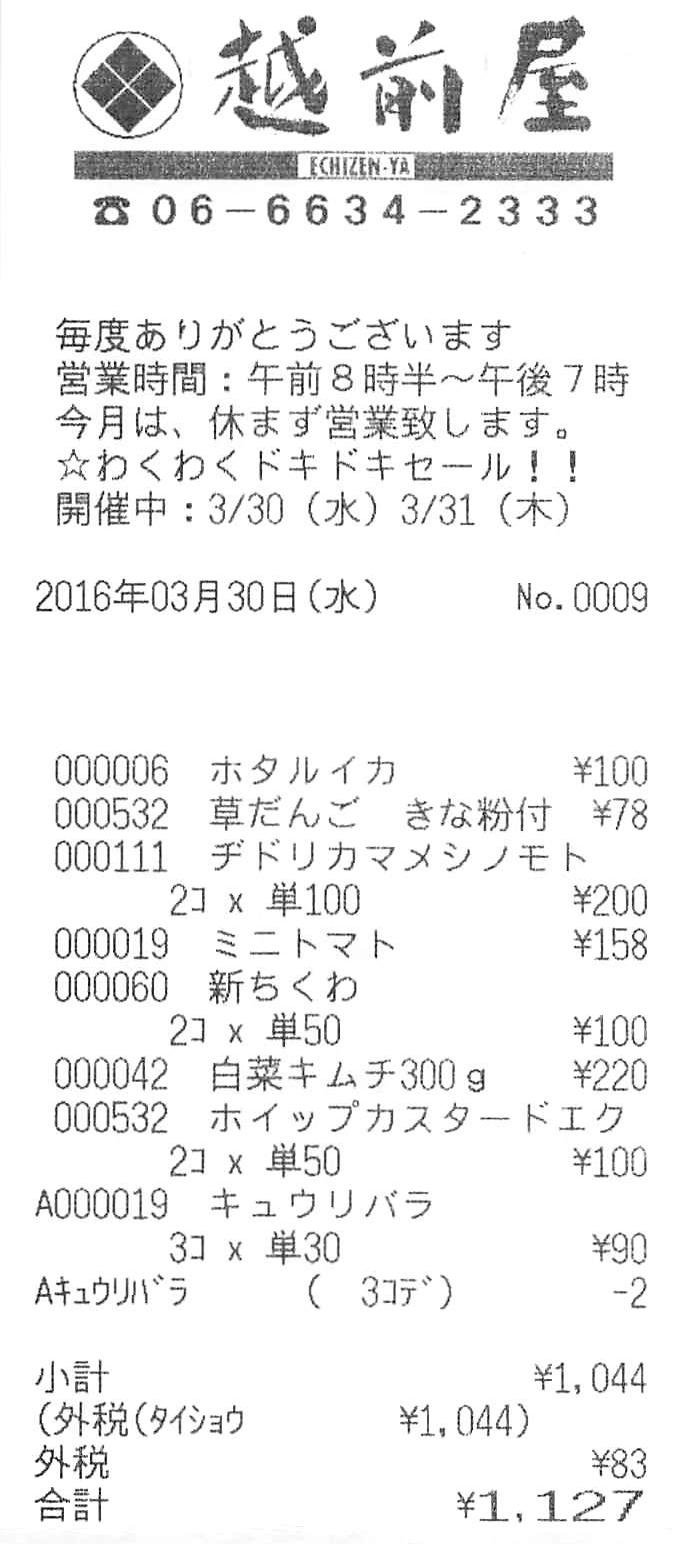 越前屋
ECHIZEN-YA
☎06-6634-2333
毎度ありがとうございます
営業時間：午前８時半～午後７時
今月は、休まず営業致します。
☆わくわくドキドキセール！！
開催中：3/30（水）3/31（木）
2016年03月30日(水) No.0009
000006 ホタルイカ ¥100
000532 草だんご きな粉付 ¥78
000111 ヂドリカマメシノモト
2コ x 単100 ¥200
000019 ミニトマト ¥158
000060 新ちくわ
2コ x 単50 ¥100
000042 白菜キムチ300ｇ ¥220
000532 ホイップカスタードエク
2コ x 単50 ¥100
A000019 キュウリバラ
3コ x 単30 ¥90
Aｷｭｳﾘﾊﾞﾗ ( 3ｺﾃﾞ) -2
小計 ¥1,044
(外税(ﾀｲｼｮｳ ¥1,044)
外税 ¥83
合計 ¥1,127